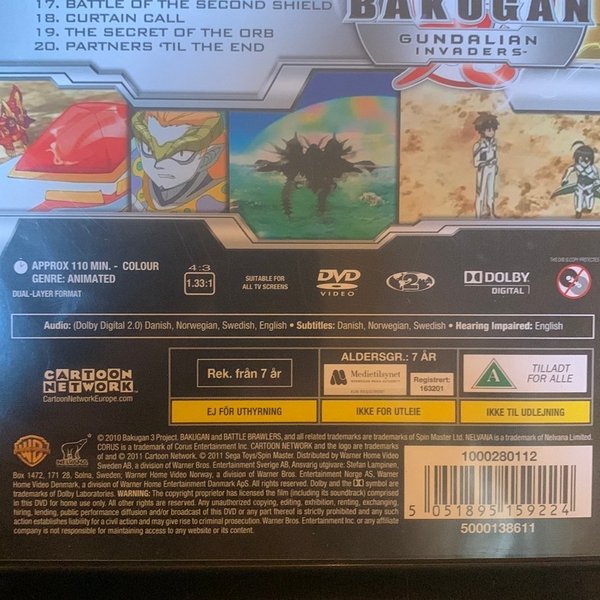 17. BATTLE OF THE SECOND SHIELD
18. CURTAIN CALL
19. THE SECRET OF THE ORB
20. PARTNERS 'TIL THE END
BAKUGAN
GUNDALIAN
INVADERS
APPROX 110 MIN. - COLOUR
GENRE: ANIMATED
DUAL-LAYER FORMAT
4:3
1.33:1
SUITABLE FOR
ALL TV SCREENS
DVD
VIDEO
2
DOLBY
DIGITAL
THIS DISC IS COPY PROTECTED
Audio: (Dolby Digital 2.0) Danish, Norwegian, Swedish, English • Subtitles: Danish, Norwegian, Swedish • Hearing Impaired: English
CARTOON
NETWORK
CartoonNetworkEurope.com
Rek. från 7 år
EJ FÖR UTHYRNING
ALDERSGR.: 7 ÅR
Medietilsynet
NORWEGIAN MEDIA AUTHORITY
Registrert:
163201
IKKE FOR UTLEIE
A
TILLADT
FOR ALLE
IKKE TIL UDLEJNING
WB
NELVANA
© 2010 Bakugan 3 Project. BAKUGAN and BATTLE BRAWLERS, and all related trademarks are trademarks of Spin Master Ltd. NELVANA is a trademark of Nelvana Limited.
CORUS is a trademark of Corus Entertainment Inc. CARTOON NETWORK and the logo are trademarks
of and © 2011 Cartoon Network. © 2011 Sega Toys/Spin Master. Distributed by Warner Home Video
Sweden AB, a division of Warner Bros. Entertainment Sverige AB, Ansvarig utgivare: Stefan Lampinen,
Box 1472, 171 28, Solna, Sweden; Warner Home Video Norway, a division of Warner Bros. Entertainment Norge AS, Warner
Home Video Denmark, a division of Warner Bros. Entertainment Danmark ApS. All rights reserved. Dolby and the DD symbol are
trademarks of Dolby Laboratories. WARNING: The copyright proprietor has licensed the film (including its soundtrack) comprised
in this DVD for home use only. All other rights are reserved. Any unauthorized copying, editing, exhibition, renting, exchanging,
hiring, lending, public performance diffusion and/or broadcast of this DVD or any part thereof is strictly prohibited and any such
action establishes liability for a civil action and may give rise to criminal prosecution. Warner Bros. Entertainment Inc. or any affiliate
company is not responsible for maintaining access to any website or its content.
1000280112
5 051895 159224
5000138611